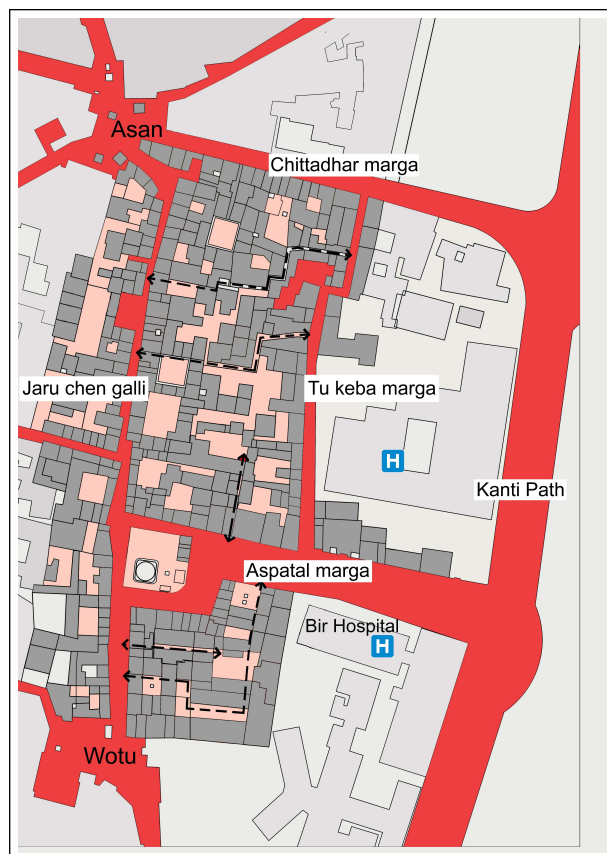 Asan
Chittadhar marga
Jaru chen galli
Tu keba marga
H
Kanti Path
Aspatal marga
Bir Hospital
H
Wotu